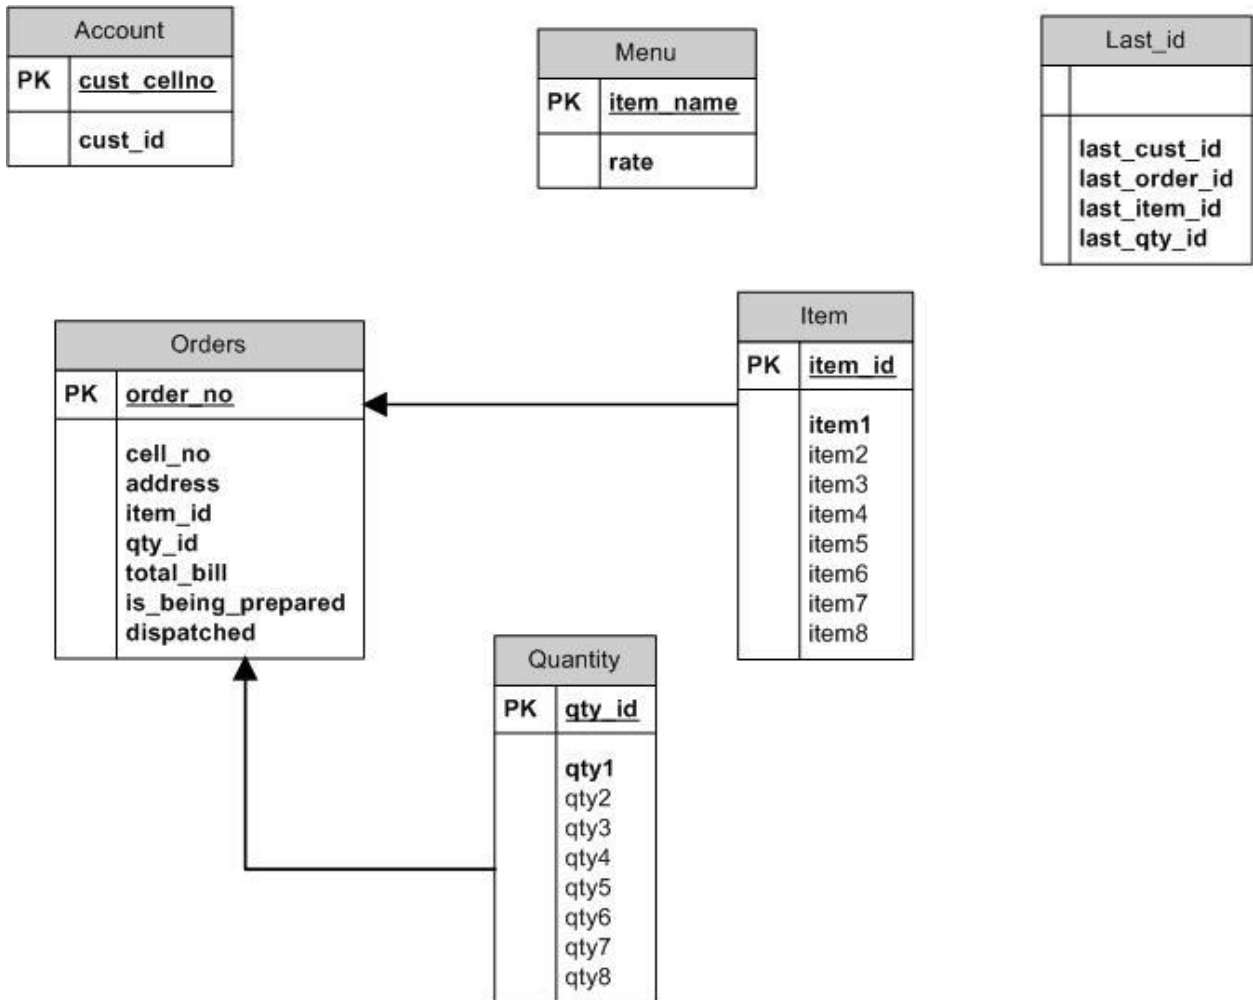 Account
PK cust_cellno
cust_id
Menu
PK item_name
rate
Last_id
last_cust_id
last_order_id
last_item_id
last_qty_id
Orders
PK order_no
cell_no
address
item_id
qty_id
total_bill
is_being_prepared
dispatched
Item
PK item_id
item1
item2
item3
item4
item5
item6
item7
item8
Quantity
PK qty_id
qty1
qty2
qty3
qty4
qty5
qty6
qty7
qty8